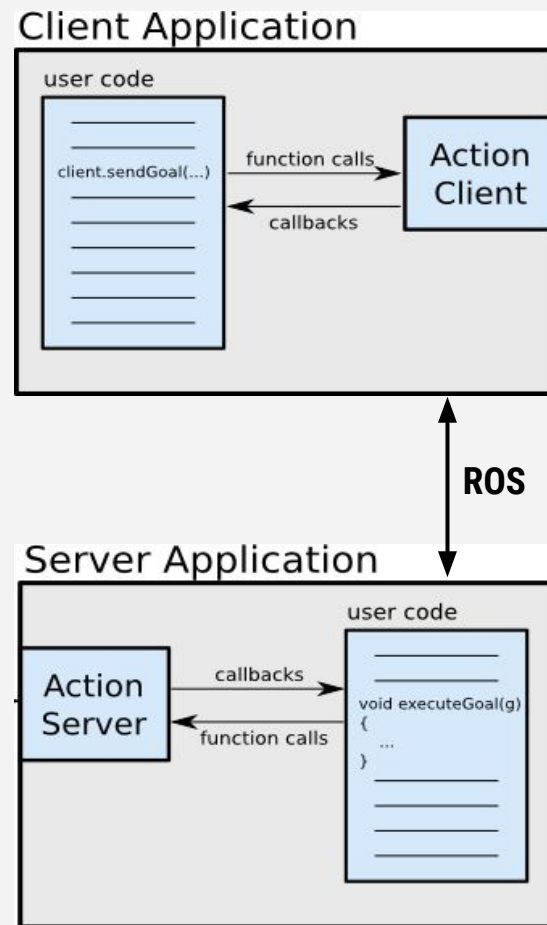 Client Application
user code
client.sendGoal(...)
function calls
callbacks
Action
Client
ROS
Server Application
user code
Action
Server
callbacks
function calls
void executeGoal(g)
{
...
}